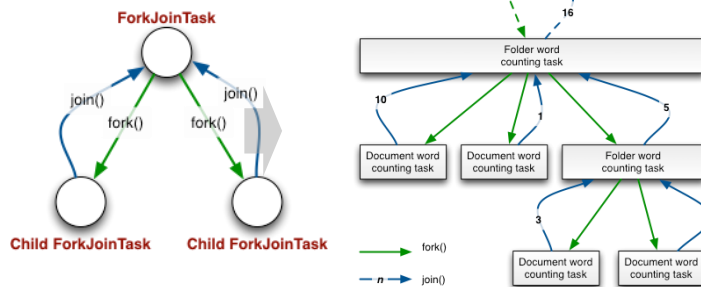 ForkJoinTask
join()
join()
fork()
fork()
Child ForkJoinTask
Child ForkJoinTask
16
Folder word
counting task
10
1
5
Document word
counting task
Document word
counting task
Folder word
counting task
3
Document word
counting task
Document word
counting task
fork()
n
join()